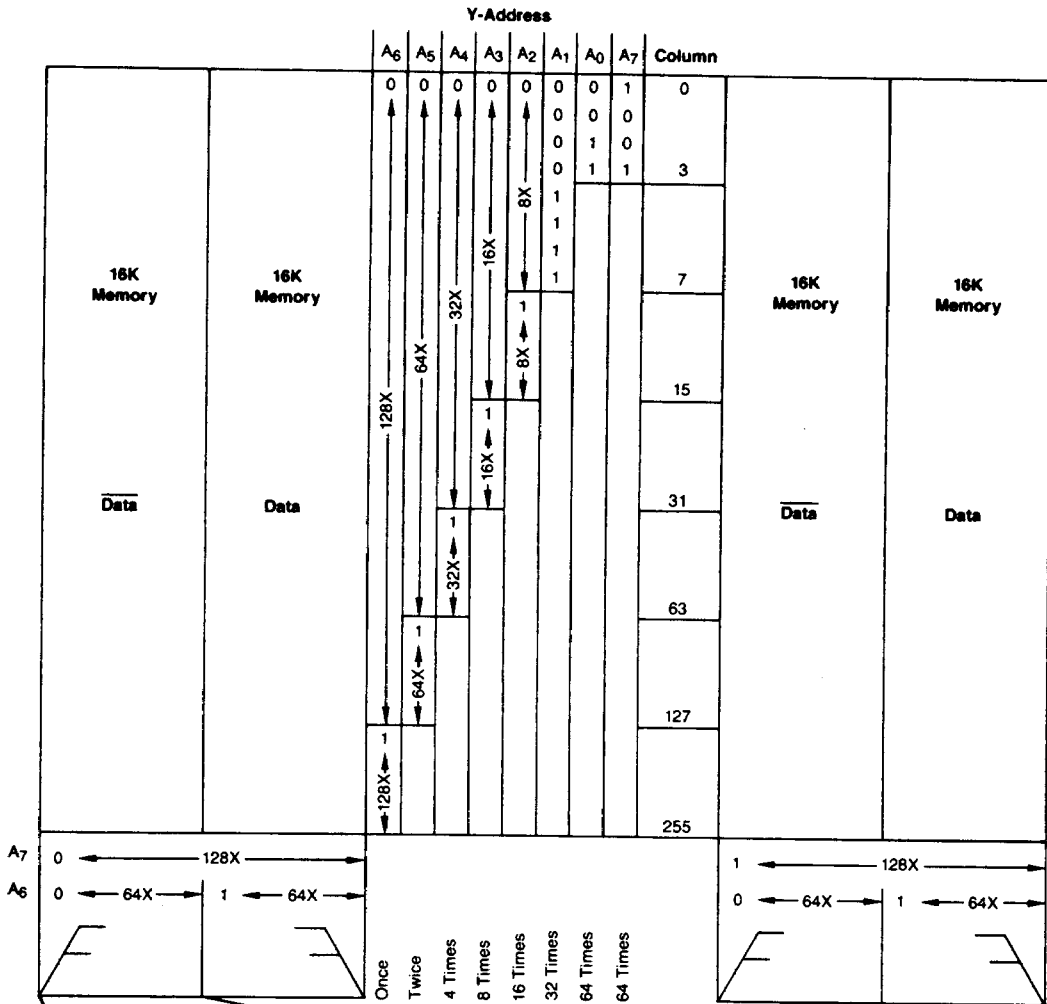 Y-Address
A6 A5 A4 A3 A2 A1 A0 A7 Column
0 0 0 0 0 0 0 1 0
0 0 0
0 1 0
0 1 1 3
1
1
1
1 7
8X
16X
32X
64X
128X
16K Memory
16K Memory
16K Memory
16K Memory
1
8X
15
1
16X
31
Data
Data
Data
Data
1
32X
63
1
64X
127
1
128X
255
A7 0 128X 1 128X
A6 0 64X 1 64X 0 64X 1 64X
Once
Twice
4 Times
8 Times
16 Times
32 Times
64 Times
64 Times